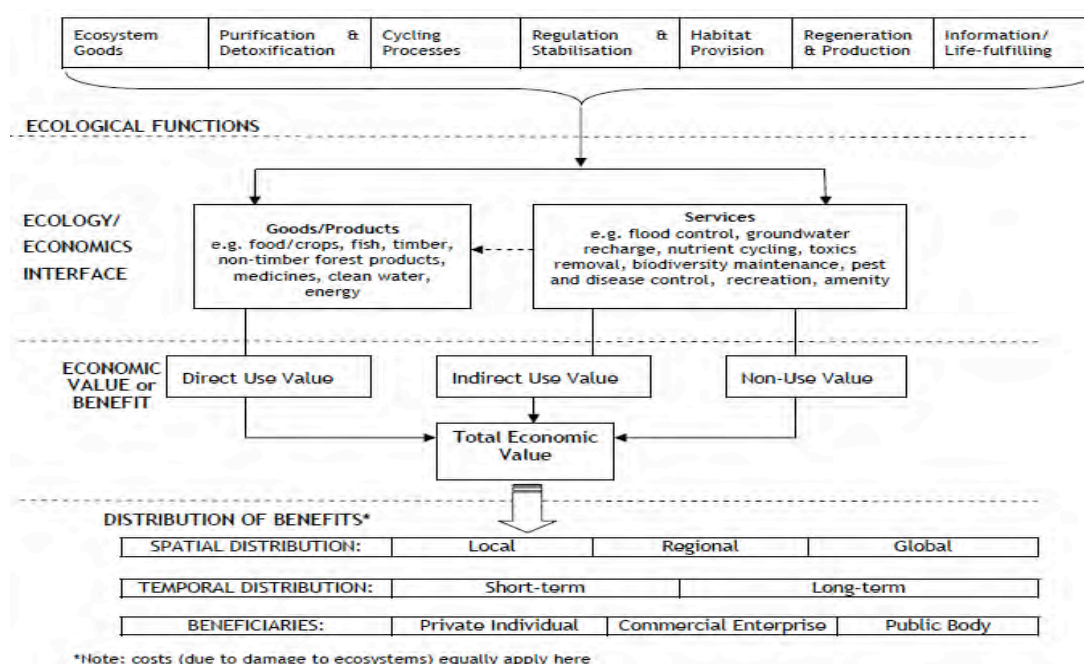 Ecosystem Goods
Purification & Detoxification
Cycling Processes
Regulation & Stabilisation
Habitat Provision
Regeneration & Production
Information/ Life-fulfilling
ECOLOGICAL FUNCTIONS
ECOLOGY/
ECONOMICS
INTERFACE
Goods/Products
e.g. food/crops, fish, timber,
non-timber forest products,
medicines, clean water,
energy
Services
e.g. flood control, groundwater
recharge, nutrient cycling, toxics
removal, biodiversity maintenance, pest
and disease control, recreation, amenity
ECONOMIC
VALUE or
BENEFIT
Direct Use Value
Indirect Use Value
Non-Use Value
Total Economic
Value
DISTRIBUTION OF BENEFITS*
SPATIAL DISTRIBUTION: Local Regional Global
TEMPORAL DISTRIBUTION: Short-term Long-term
BENEFICIARIES: Private Individual Commercial Enterprise Public Body
*Note: costs (due to damage to ecosystems) equally apply here